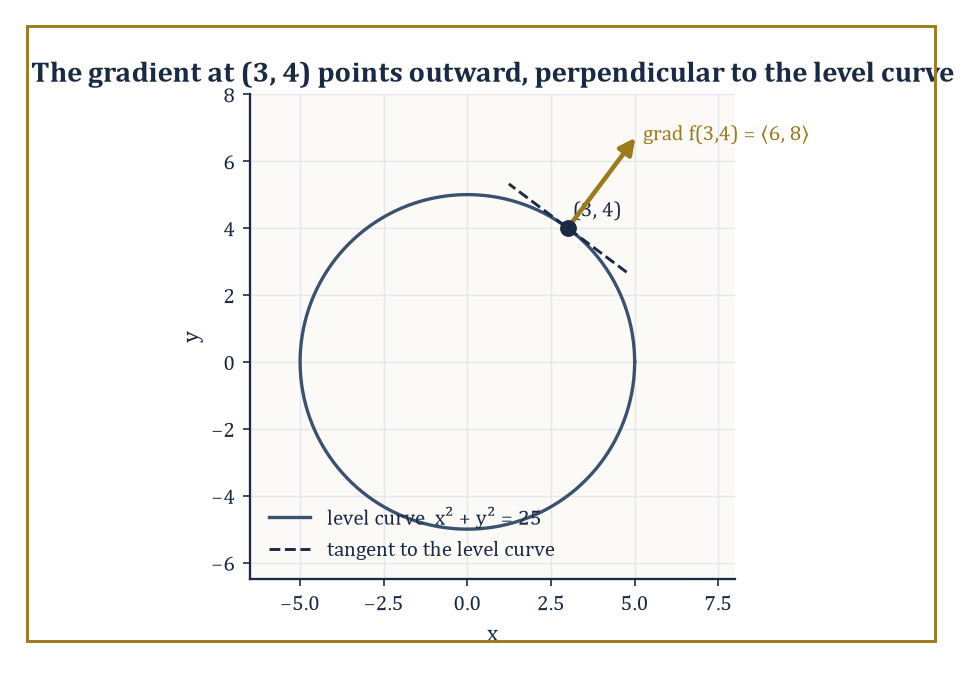 The gradient at (3, 4) points outward, perpendicular to the level curve
8
grad f(3,4) = ⟨6, 8⟩
6
(3, 4)
4
2
y
0
−2
−4
level curve  x² + y² = 25
tangent to the level curve
−6
−5.0 −2.5 0.0 2.5 5.0 7.5
x